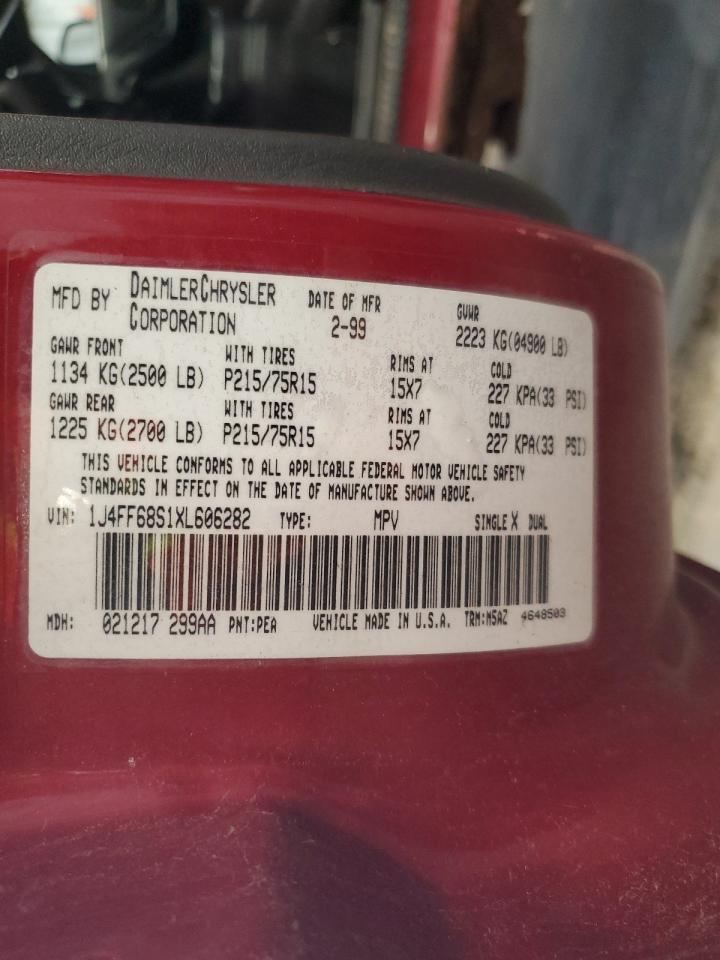 MFD BY DAIMLERCHRYSLER CORPORATION DATE OF MFR 2-99 GVWR 2223 KG(04900 LB)
GAWR FRONT WITH TIRES RIMS AT COLD
1134 KG(2500 LB) P215/75R15 15X7 227 KPA(33 PSI)
GAWR REAR WITH TIRES RIMS AT COLD
1225 KG(2700 LB) P215/75R15 15X7 227 KPA(33 PSI)
THIS VEHICLE CONFORMS TO ALL APPLICABLE FEDERAL MOTOR VEHICLE SAFETY
STANDARDS IN EFFECT ON THE DATE OF MANUFACTURE SHOWN ABOVE.
VIN: 1J4FF68S1XL606282 TYPE: MPV SINGLE X DUAL
MDH: 021217 299AA PNT:PEA VEHICLE MADE IN U.S.A. TRM:M5AZ 4648503